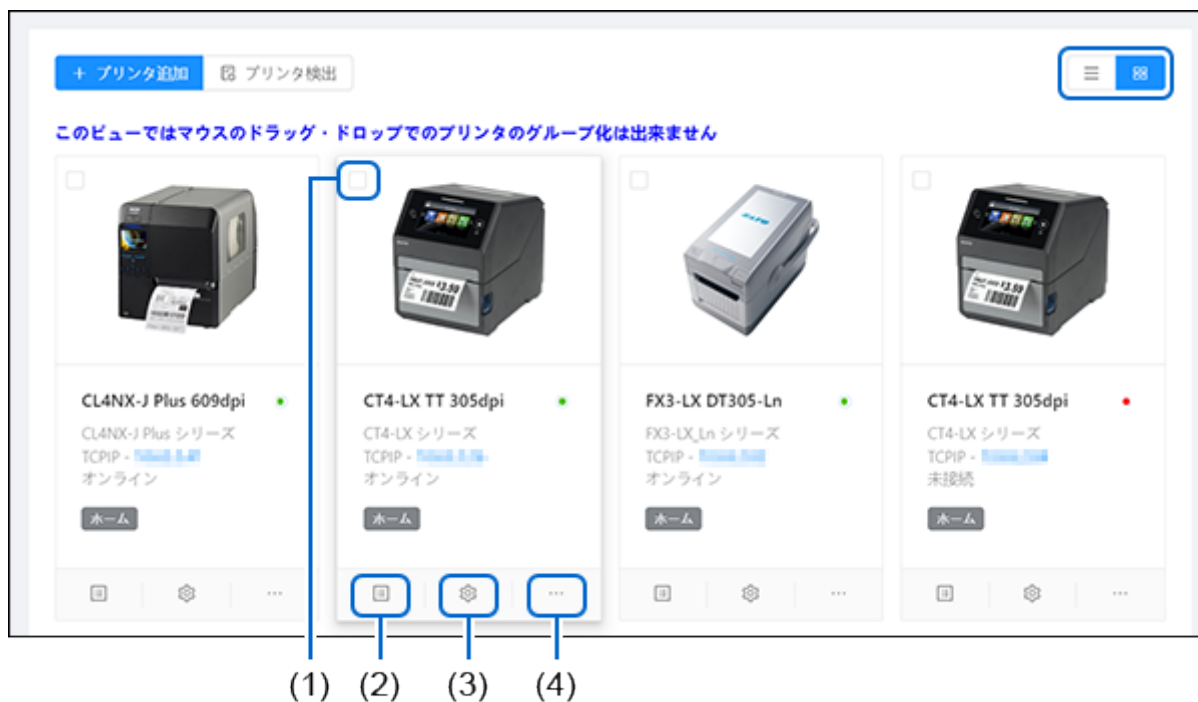 + プリンタ追加 プリンタ検出
このビューではマウスのドラッグ・ドロップでのプリンタのグループ化は出来ません
CL4NX-J Plus 609dpi
CL4NX-J Plus シリーズ
TCPIP -
オンライン
ホーム
CT4-LX TT 305dpi
CT4-LX シリーズ
TCPIP -
オンライン
ホーム
FX3-LX DT305-Ln
FX3-LX_Ln シリーズ
TCPIP -
オンライン
ホーム
CT4-LX TT 305dpi
CT4-LX シリーズ
TCPIP -
未接続
ホーム
(1) (2) (3) (4)